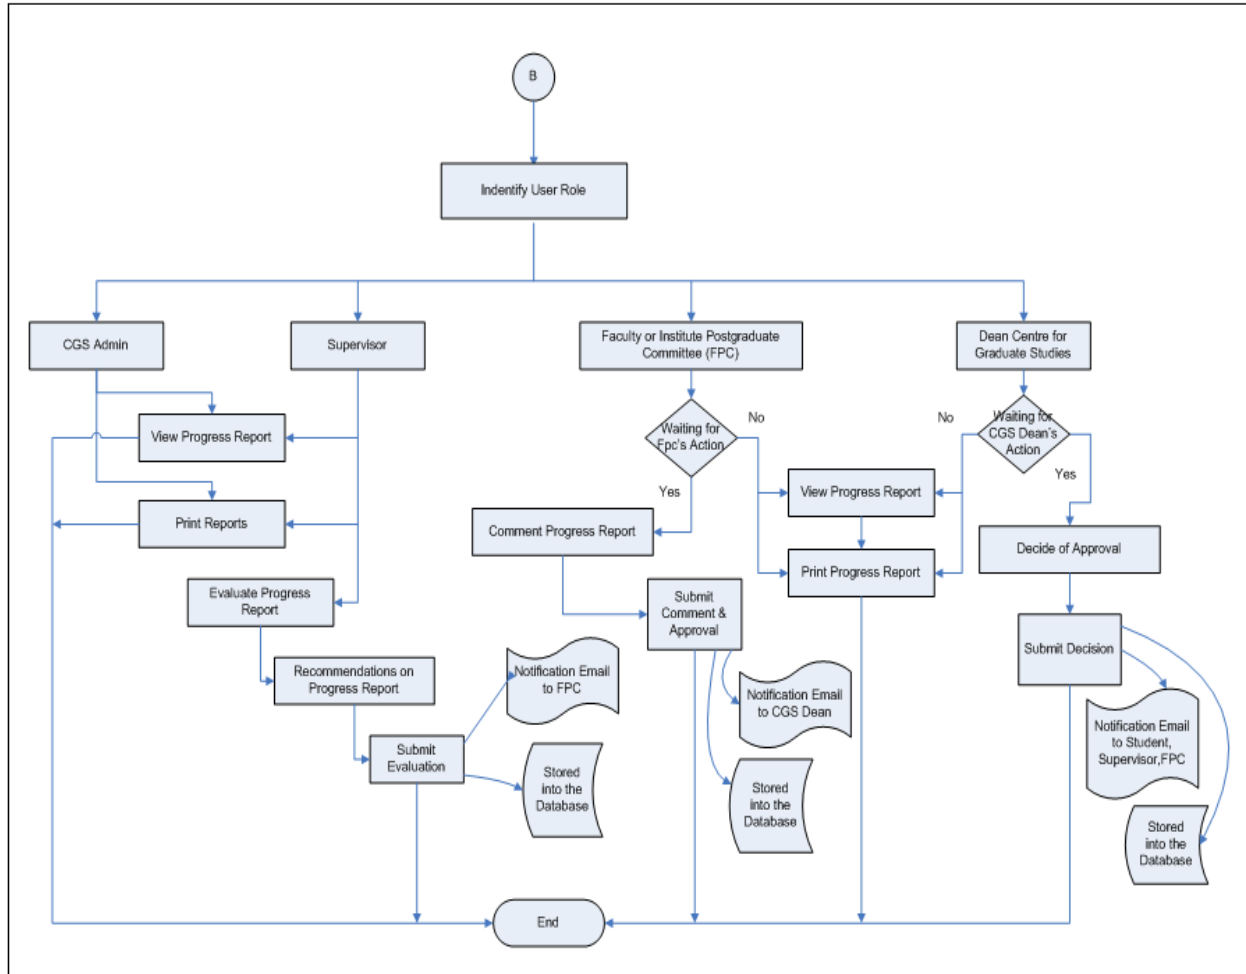 B
Indentify User Role
CGS Admin
Supervisor
Faculty or Institute Postgraduate
Committee (FPC)
Dean Centre for
Graduate Studies
View Progress Report
Print Reports
Evaluate Progress
Report
Recommendations on
Progress Report
Submit
Evaluation
Notification Email
to FPC
Stored
into the
Database
Waiting for
Fpc's Action
No
Yes
Comment Progress Report
Submit
Comment &
Approval
Notification Email
to CGS Dean
Stored
into the
Database
View Progress Report
Print Progress Report
No
Waiting for
CGS Dean's
Action
Yes
Decide of Approval
Submit Decision
Notification Email
to Student,
Supervisor,FPC
Stored
into the
Database
End